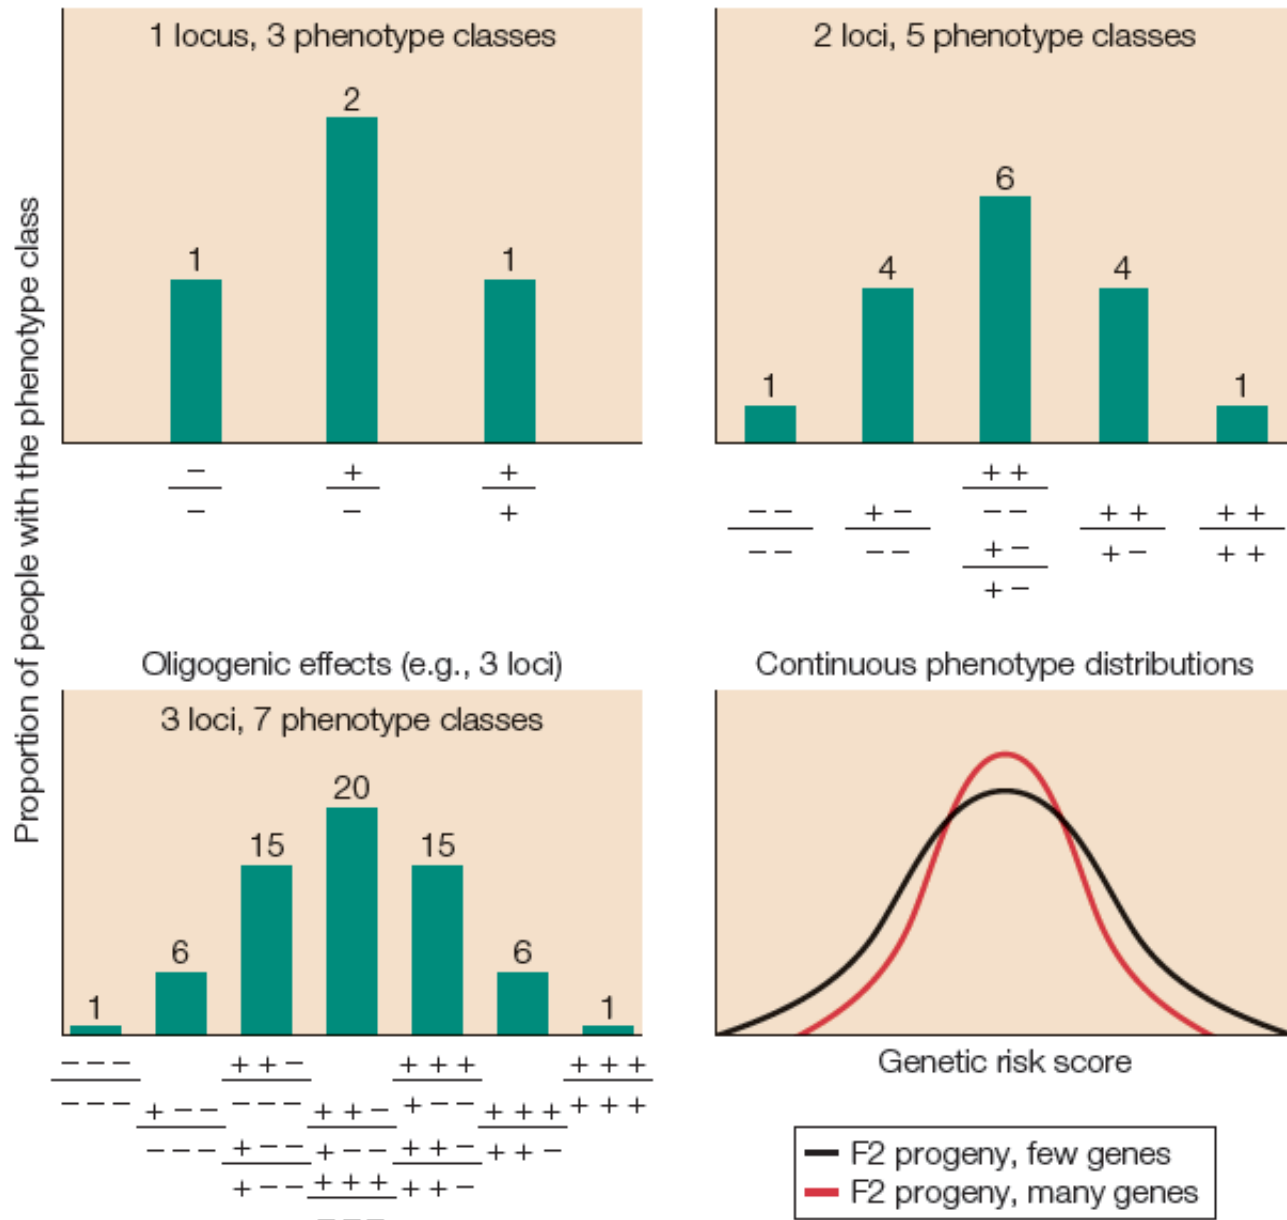 Proportion of people with the phenotype class
1 locus, 3 phenotype classes
1
2
1
−
−
+
−
+
+
2 loci, 5 phenotype classes
1
4
6
4
1
− −
− −
+ −
− −
+ +
− −
+ −
+ −
+ +
+ −
+ +
+ +
Oligogenic effects (e.g., 3 loci)
3 loci, 7 phenotype classes
1
6
15
20
15
6
1
− − −
− − −
+ − −
− − −
+ + −
− − −
+ − −
+ − −
+ + −
+ − −
+ + +
− − −
+ + +
+ − −
+ + −
+ + −
+ + +
+ + −
+ + +
+ + +
Continuous phenotype distributions
Genetic risk score
F2 progeny, few genes
F2 progeny, many genes